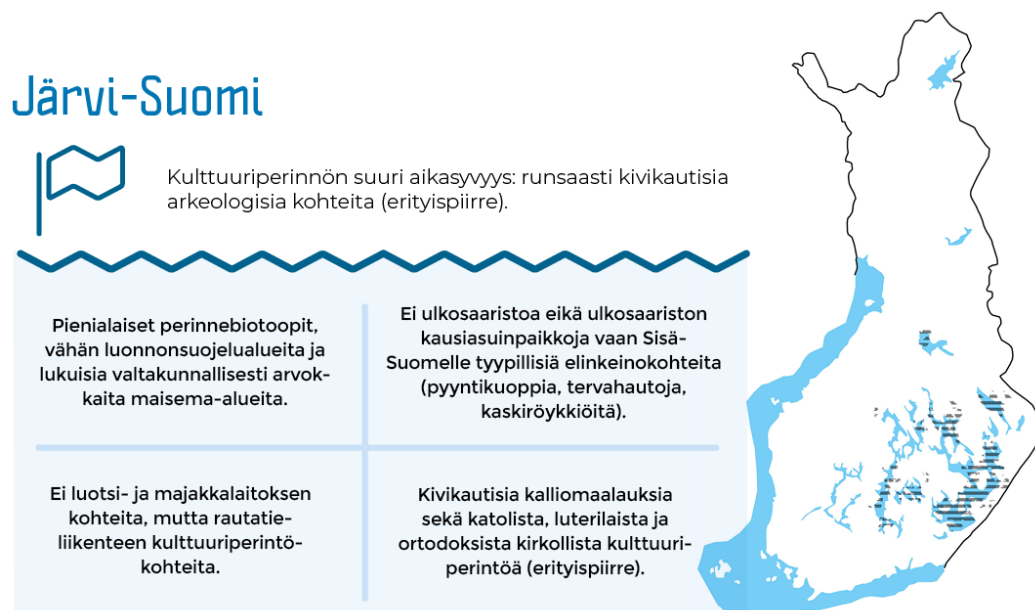 Järvi-Suomi
Kulttuuriperinnön suuri aikasyvyys: runsaasti kivikautisia
arkeologisia kohteita (erityispiirre).
Pienialaiset perinnebiotoopit,
vähän luonnonsuojelualueita ja
lukuisia valtakunnallisesti arvok-
kaita maisema-alueita.
Ei ulkosaaristoa eikä ulkosaariston
kausiasuinpaikkoja vaan Sisä-
Suomelle tyypillisiä elinkeinokohteita
(pyyntikuoppia, tervahautoja,
kaskiröykkiöitä).
Ei luotsi- ja majakkalaitoksen
kohteita, mutta rautatie-
liikenteen kulttuuriperintö-
kohteita.
Kivikautisia kalliomaalauksia
sekä katolista, luterilaista ja
ortodoksista kirkollista kulttuuri-
perintöä (erityispiirre).